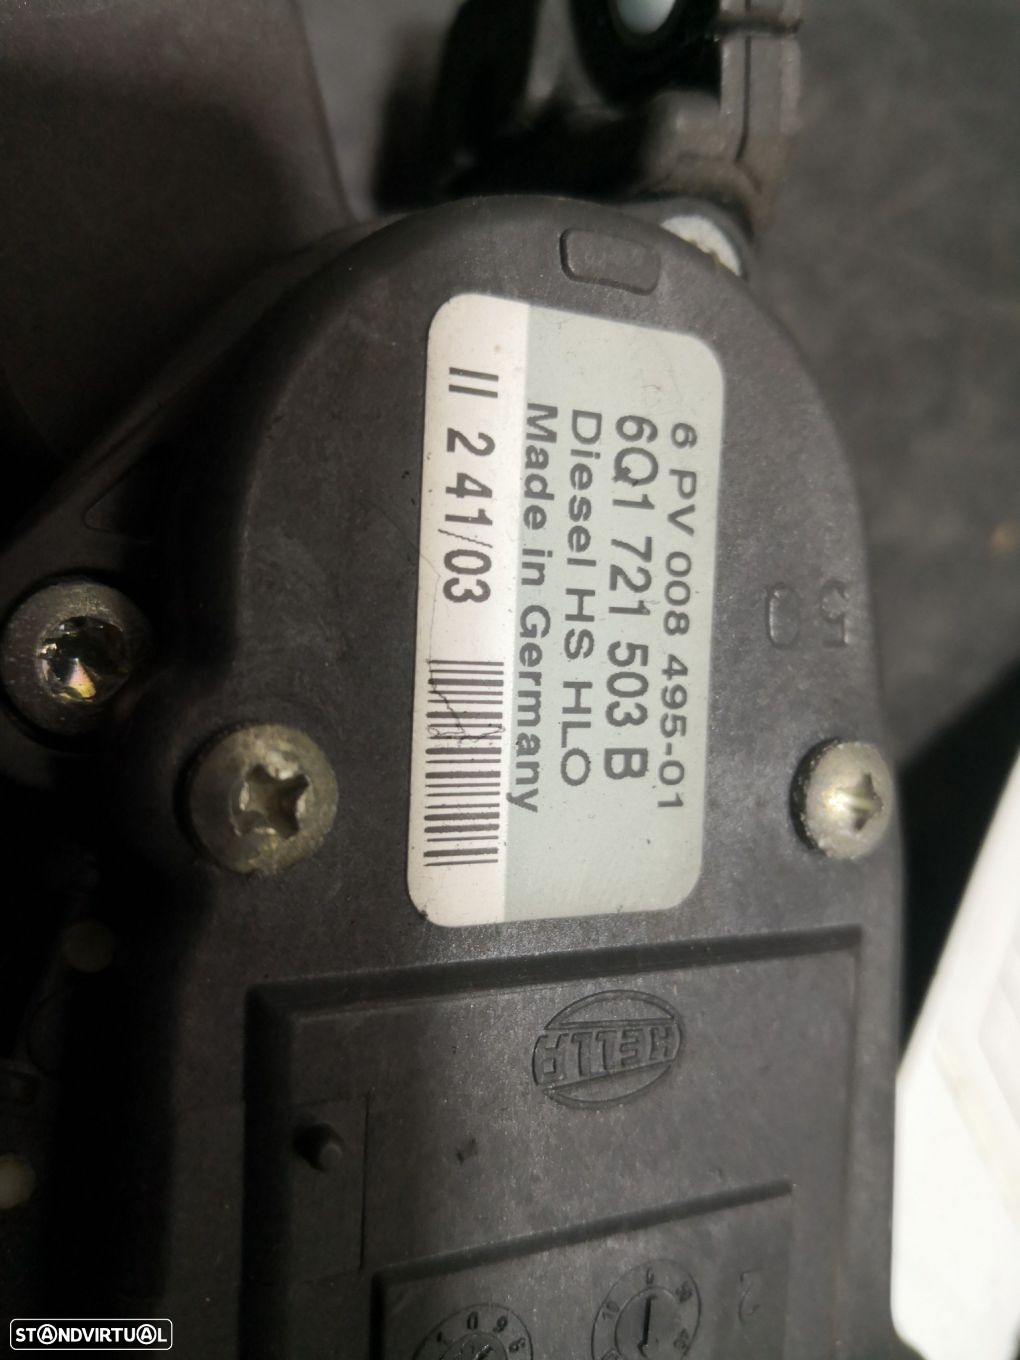 6 PV 008 495-01
6Q1 721 503 B
Diesel HS HLO
Made in Germany
II 2 41/03
HELLA
STANDVIRTUAL